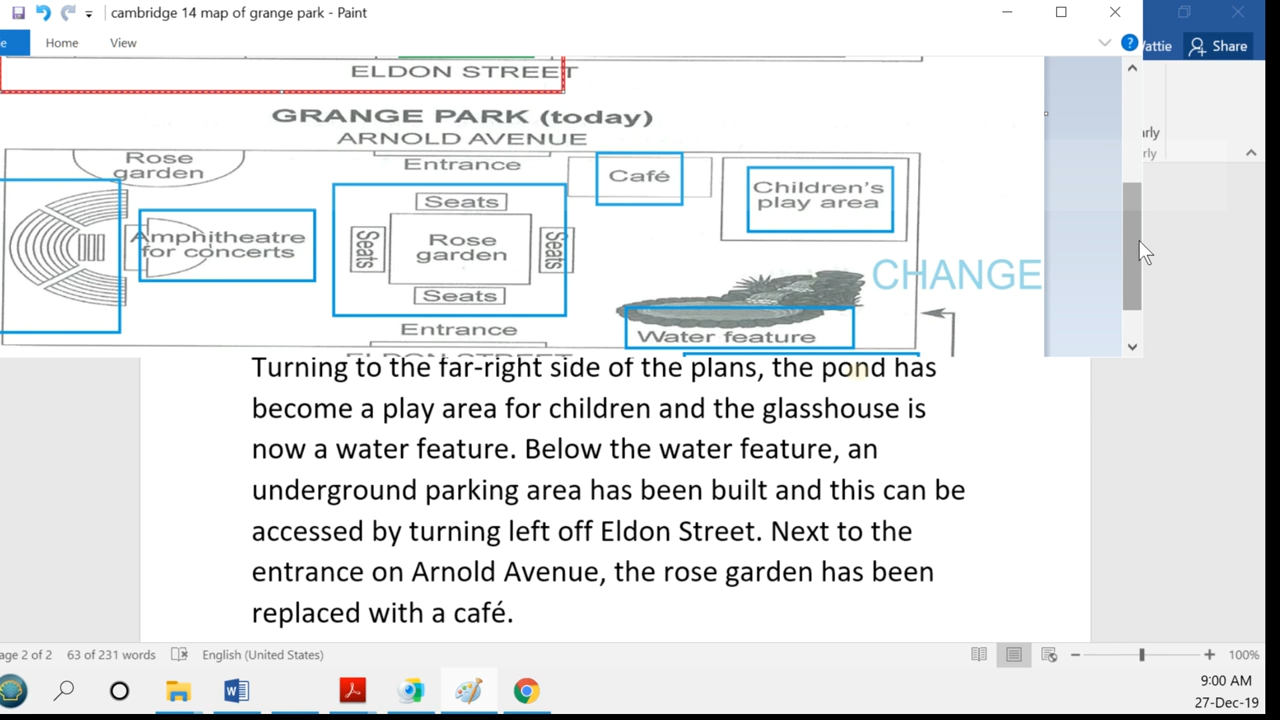 cambridge 14 map of grange park - Paint
attie
Share
e
Home
View
ELDON STREET
GRANGE PARK (today)
ARNOLD AVENUE
Rose
garden
Entrance
Café
Children's
play area
Seats
Amphitheatre
for concerts
Seats
Rose
garden
Seats
Seats
CHANGE
Entrance
Water feature
ELDON STREET
arly
rly
Turning to the far-right side of the plans, the pond has
become a play area for children and the glasshouse is
now a water feature. Below the water feature, an
underground parking area has been built and this can be
accessed by turning left off Eldon Street. Next to the
entrance on Arnold Avenue, the rose garden has been
replaced with a café.
age 2 of 2
63 of 231 words
English (United States)
100%
9:00 AM
27-Dec-19